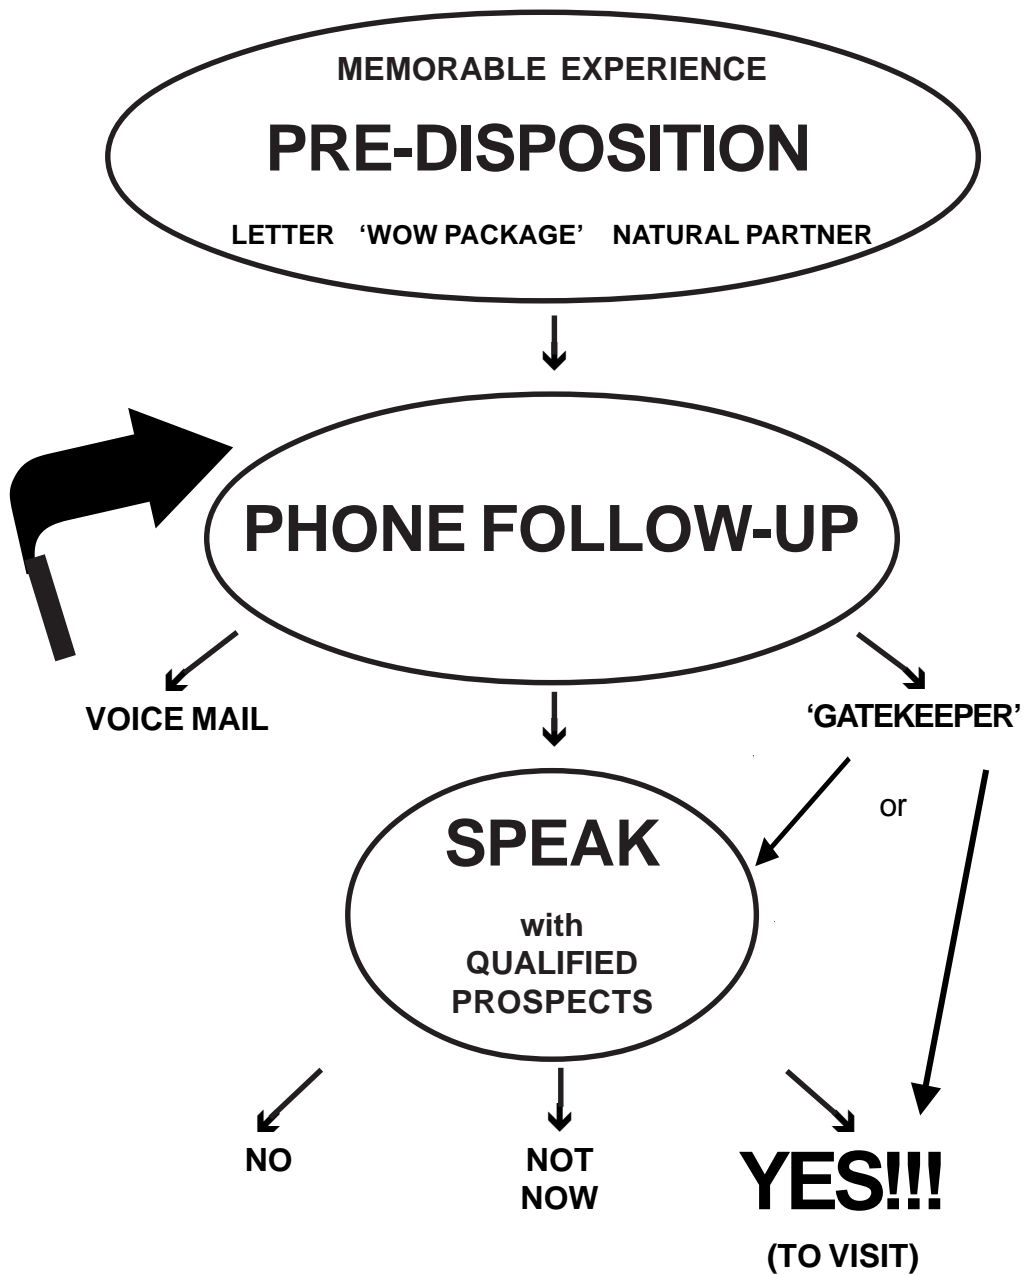 MEMORABLE EXPERIENCE
PRE-DISPOSITION
LETTER ‘WOW PACKAGE’ NATURAL PARTNER
PHONE FOLLOW-UP
VOICE MAIL
‘GATEKEEPER’
or
SPEAK
with
QUALIFIED
PROSPECTS
NO
NOT
NOW
YES!!!
(TO VISIT)